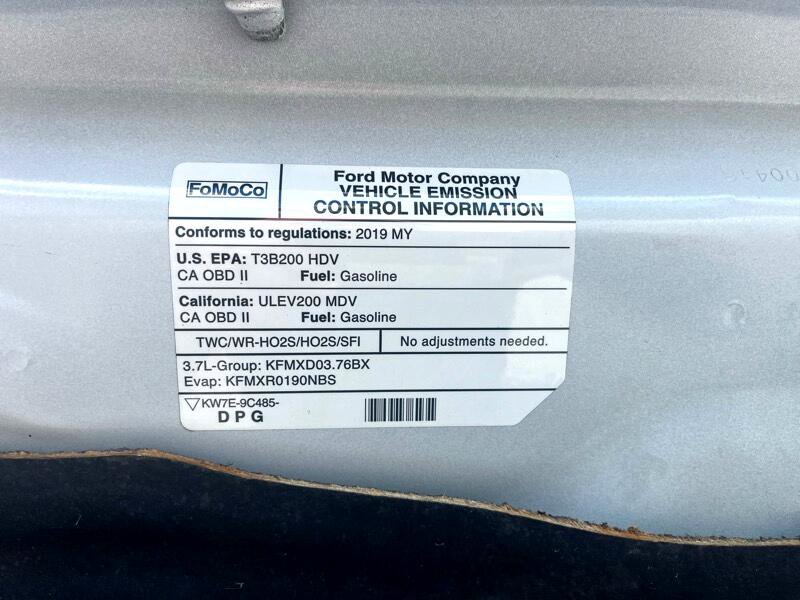 FoMoCo
Ford Motor Company
VEHICLE EMISSION
CONTROL INFORMATION
Conforms to regulations: 2019 MY
U.S. EPA: T3B200 HDV
CA OBD II Fuel: Gasoline
California: ULEV200 MDV
CA OBD II Fuel: Gasoline
TWC/WR-HO2S/HO2S/SFI No adjustments needed.
3.7L-Group: KFMXD03.76BX
Evap: KFMXR0190NBS
KW7E-9C485-
DPG